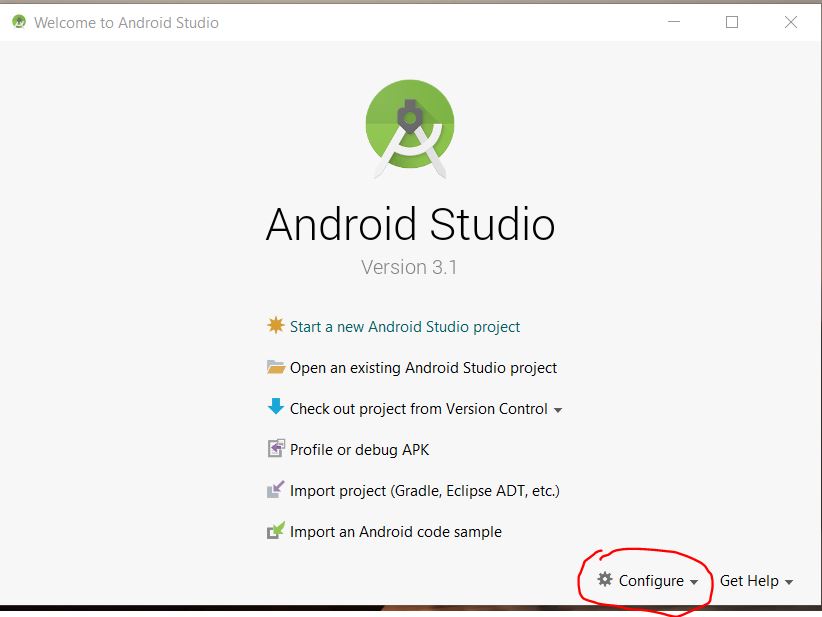 Welcome to Android Studio
Android Studio
Version 3.1
Start a new Android Studio project
Open an existing Android Studio project
Check out project from Version Control
Profile or debug APK
Import project (Gradle, Eclipse ADT, etc.)
Import an Android code sample
Configure Get Help